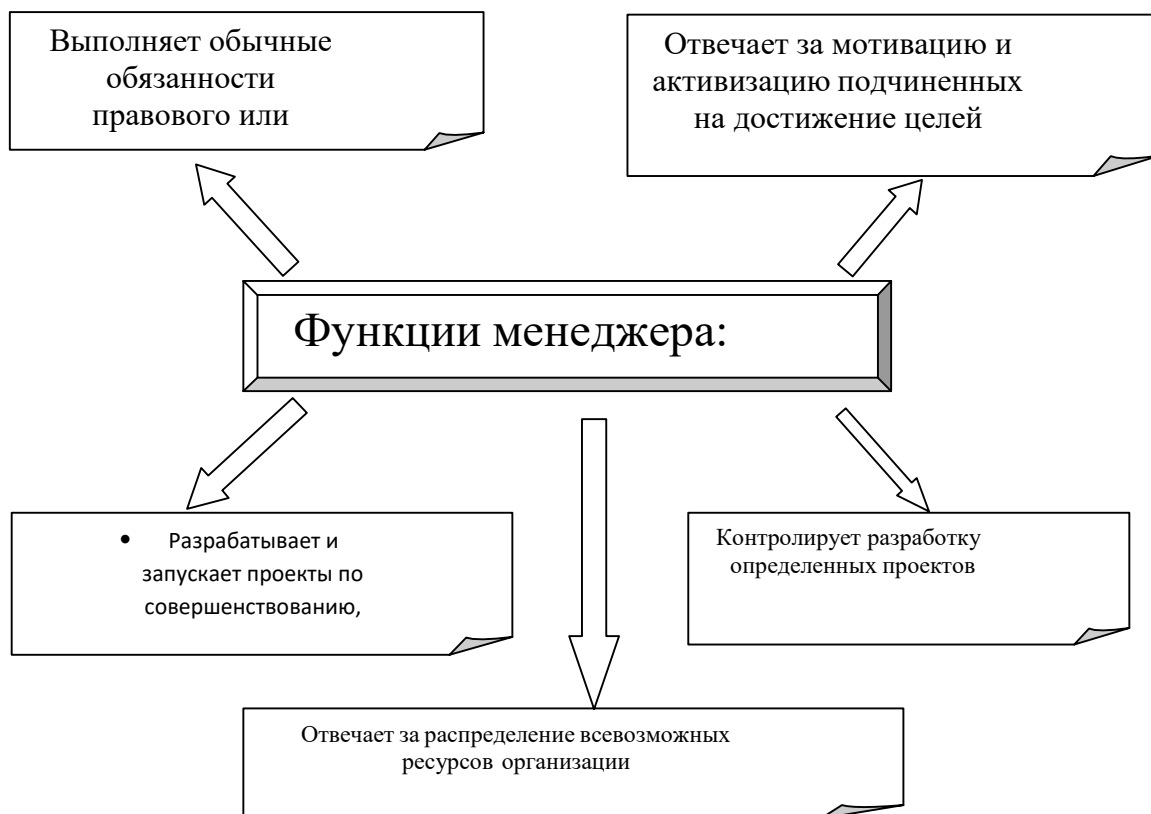 Выполняет обычные
обязанности
правового или
Отвечает за мотивацию и
активизацию подчиненных
на достижение целей
Функции менеджера:
• Разрабатывает и
запускает проекты по
совершенствованию,
Контролирует разработку
определенных проектов
Отвечает за распределение всевозможных
ресурсов организации